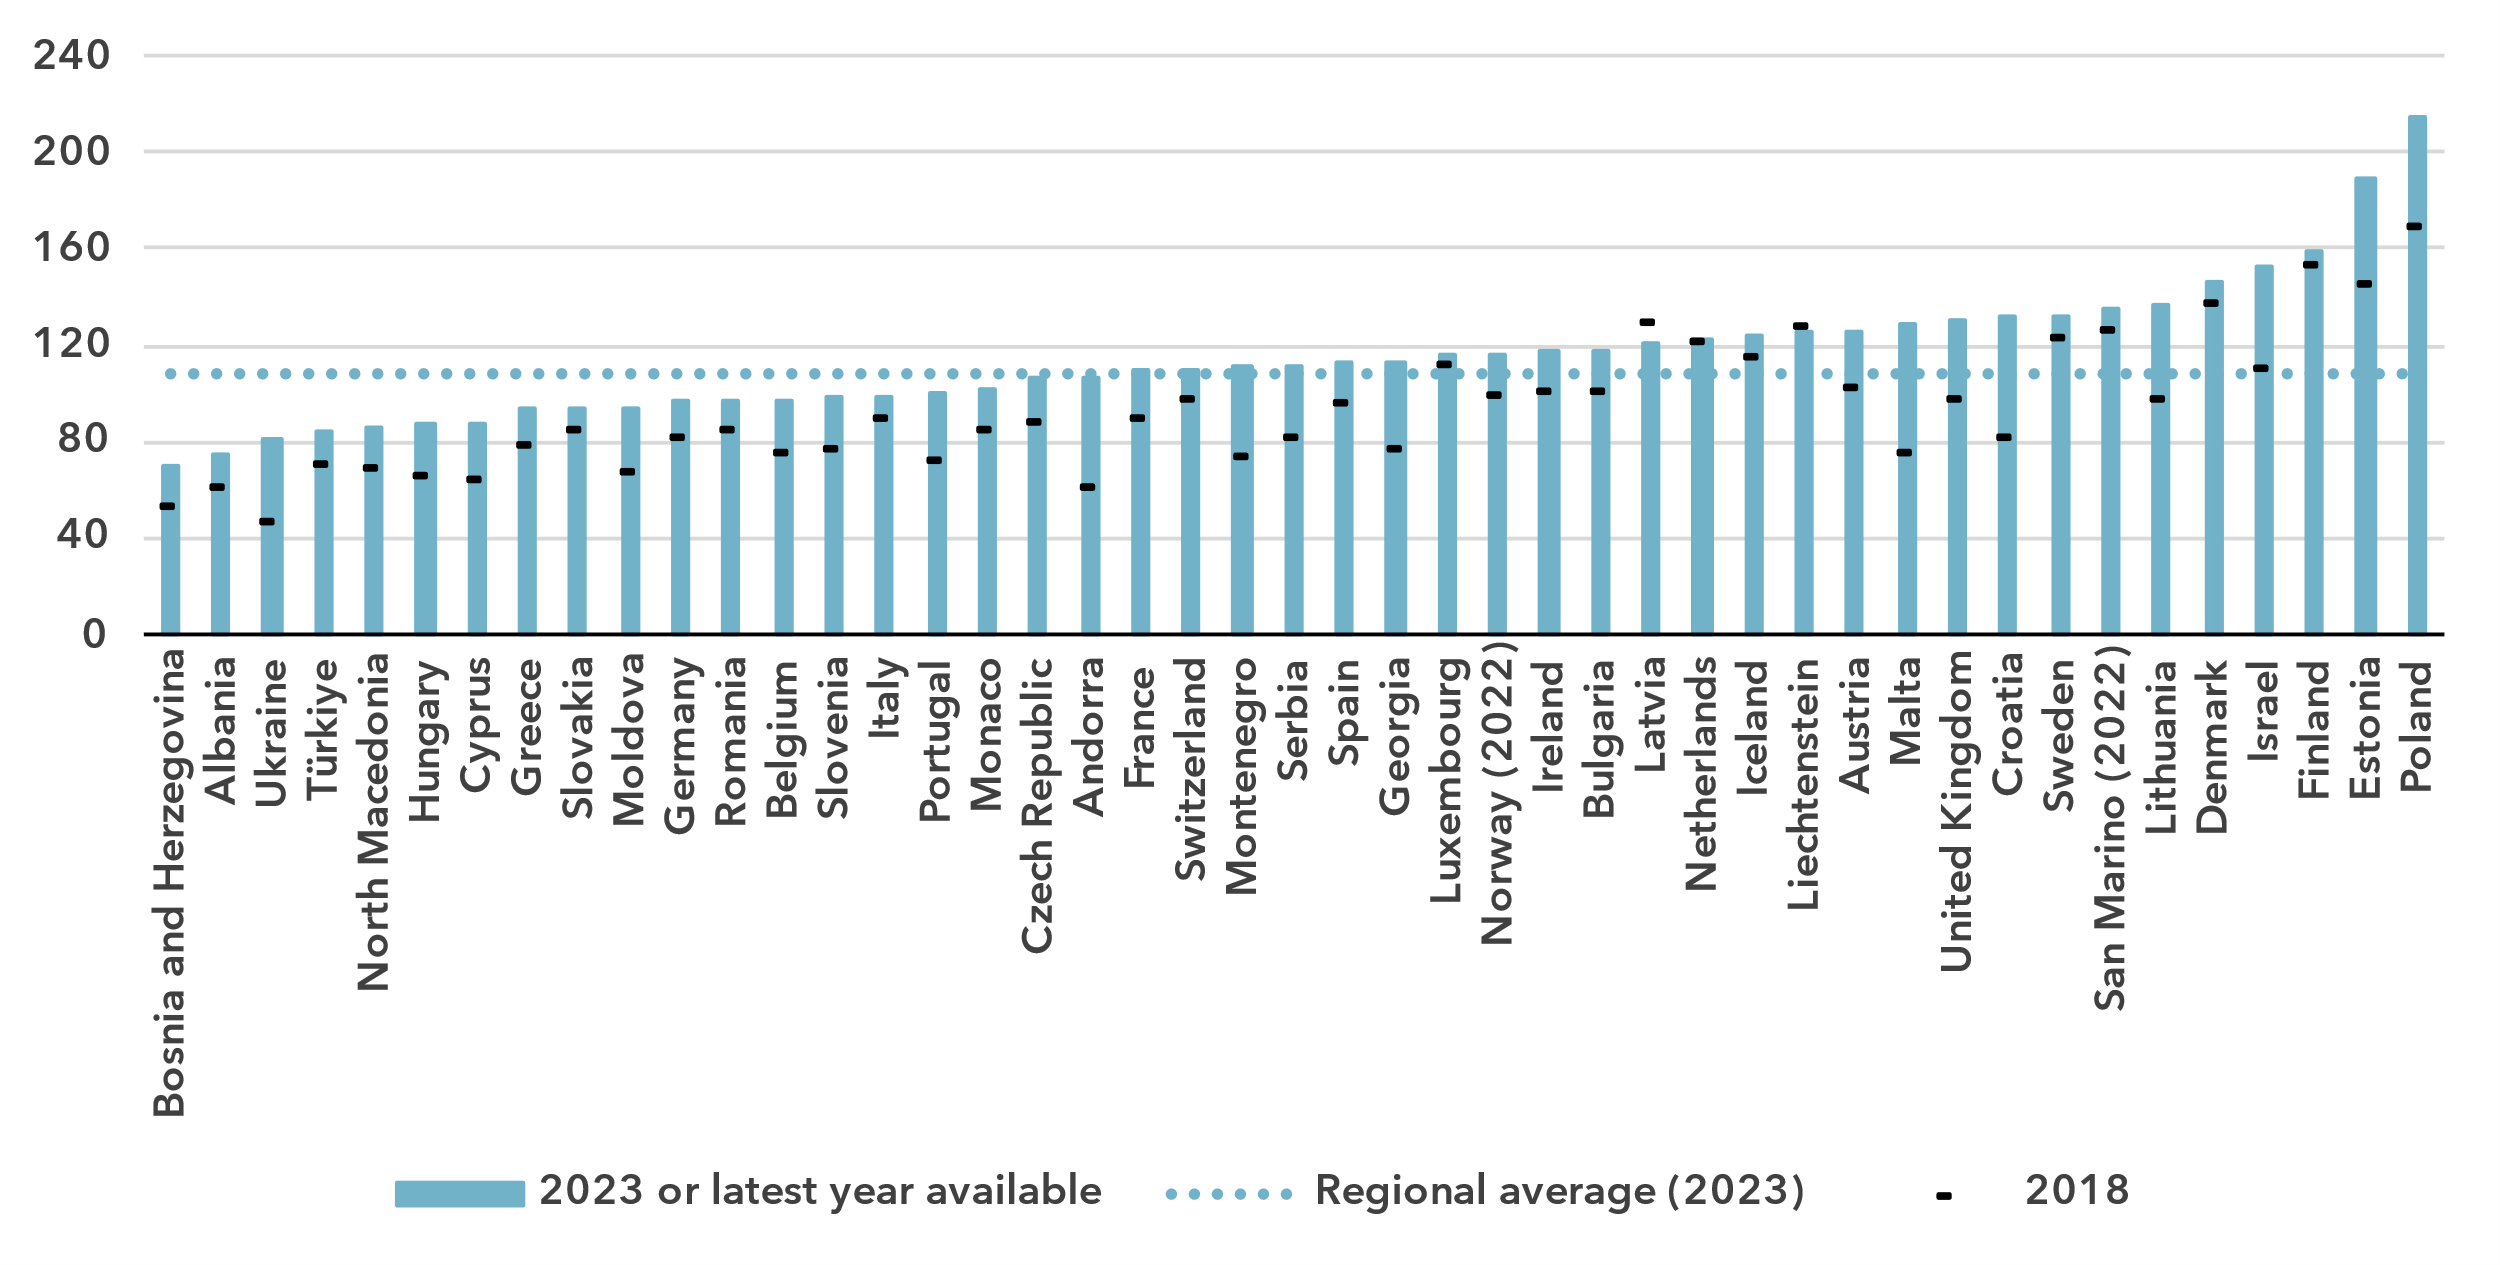 240
200
160
120
80
40
0
Bosnia and Herzegovina
Albania
Ukraine
Türkiye
North Macedonia
Hungary
Cyprus
Greece
Slovakia
Moldova
Germany
Romania
Belgium
Slovenia
Italy
Portugal
Monaco
Czech Republic
Andorra
France
Switzerland
Montenegro
Serbia
Spain
Georgia
Luxembourg
Norway (2022)
Ireland
Bulgaria
Latvia
Netherlands
Iceland
Liechtenstein
Austria
Malta
United Kingdom
Croatia
Sweden
San Marino (2022)
Lithuania
Denmark
Israel
Finland
Estonia
Poland
2023 or latest year available
Regional average (2023)
2018